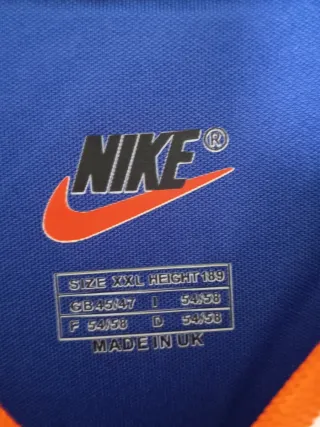 NIKE®
SIZE XXL HEIGHT 189
GB 45/47 I 54/58
F 54/58 D 54/58
MADE IN UK